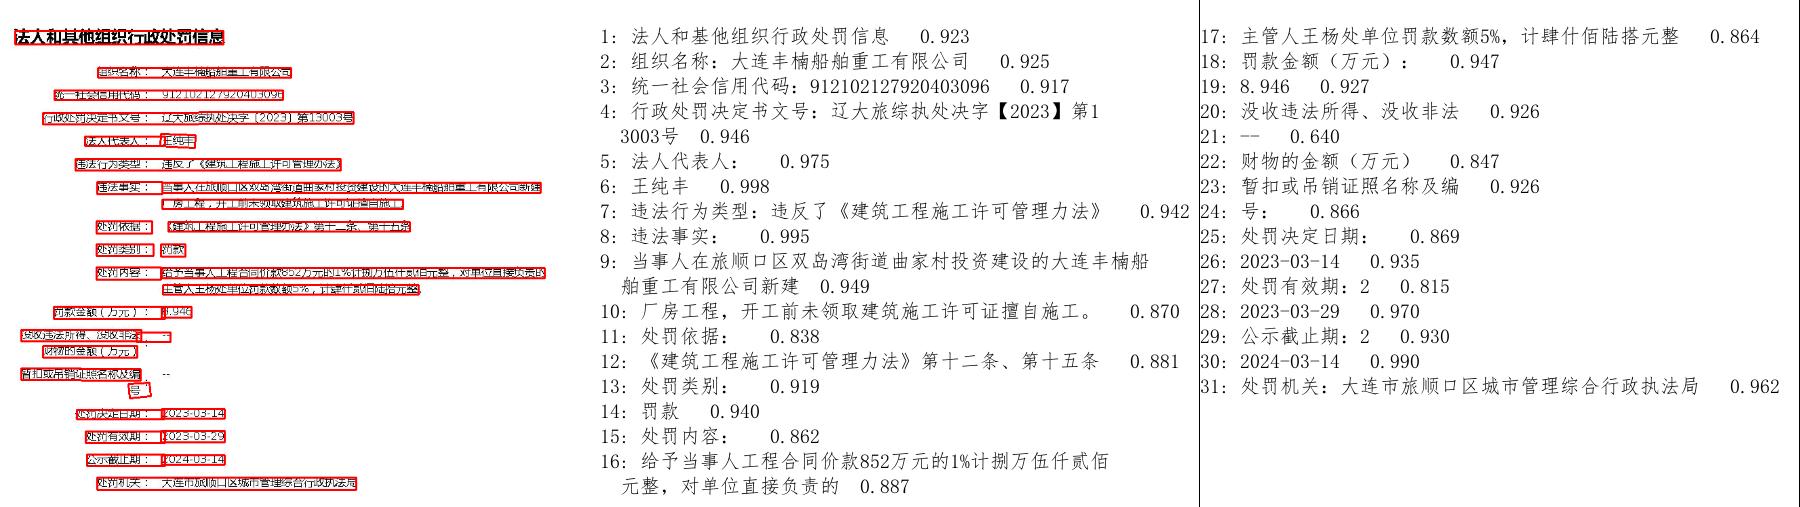 法人和其他组织行政处罚信息
组织名称： 大连丰楠船舶重工有限公司
统一社会信用代码： 912102127920403096
行政处罚决定书文号： 辽大旅综执处决字〔2023〕第13003号
法人代表人： 王纯丰
违法行为类型： 违反了《建筑工程施工许可管理办法》
违法事实： 当事人在旅顺口区双岛湾街道曲家村投资建设的大连丰楠船舶重工有限公司新建
厂房工程，开工前未领取建筑施工许可证擅自施工。
处罚依据： 《建筑工程施工许可管理办法》第十二条、第十五条
处罚类别： 罚款
处罚内容： 给予当事人工程合同价款852万元的1%计捌万伍仟贰佰元整，对单位直接负责的
主管人王杨处单位罚款数额5%，计肆仟贰佰陆拾元整。
罚款金额（万元）： 8.946
没收违法所得、没收非法 --
财物的金额（万元）：
暂扣或吊销证照名称及编 --
号：
处罚决定日期： 2023-03-14
处罚有效期： 2023-03-29
公示截止期： 2024-03-14
处罚机关： 大连市旅顺口区城市管理综合行政执法局
1: 法人和基他组织行政处罚信息 0.923
2: 组织名称: 大连丰楠船舶重工有限公司 0.925
3: 统一社会信用代码: 912102127920403096 0.917
4: 行政处罚决定书文号: 辽大旅综执处决字【2023】第1
3003号 0.946
5: 法人代表人: 0.975
6: 王纯丰 0.998
7: 违法行为类型: 违反了《建筑工程施工许可管理力法》 0.942
8: 违法事实: 0.995
9: 当事人在旅顺口区双岛湾街道曲家村投资建设的大连丰楠船
舶重工有限公司新建 0.949
10: 厂房工程, 开工前未领取建筑施工许可证擅自施工。 0.870
11: 处罚依据: 0.838
12: 《建筑工程施工许可管理力法》第十二条、第十五条 0.881
13: 处罚类别: 0.919
14: 罚款 0.940
15: 处罚内容: 0.862
16: 给予当事人工程合同价款852万元的1%计捌万伍仟贰佰
元整, 对单位直接负责的 0.887
17: 主管人王杨处单位罚款数额5%, 计肆什佰陆搭元整 0.864
18: 罚款金额（万元）: 0.947
19: 8.946 0.927
20: 没收违法所得、没收非法 0.926
21: -- 0.640
22: 财物的金额（万元） 0.847
23: 暂扣或吊销证照名称及编 0.926
24: 号: 0.866
25: 处罚决定日期: 0.869
26: 2023-03-14 0.935
27: 处罚有效期: 2 0.815
28: 2023-03-29 0.970
29: 公示截止期: 2 0.930
30: 2024-03-14 0.990
31: 处罚机关: 大连市旅顺口区城市管理综合行政执法局 0.962